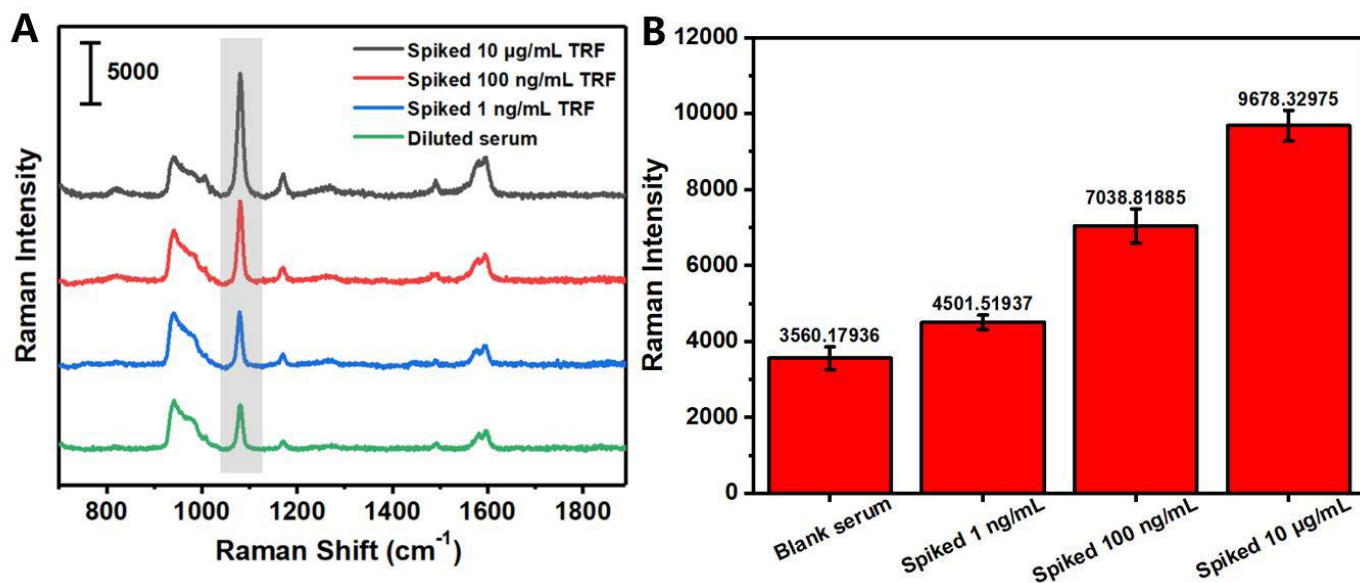 A
5000
Spiked 10 µg/mL TRF
Spiked 100 ng/mL TRF
Spiked 1 ng/mL TRF
Diluted serum
Raman Intensity
800 1000 1200 1400 1600 1800
Raman Shift (cm⁻¹)
B
12000
10000
8000
6000
4000
2000
0
Raman Intensity
3560.17936
4501.51937
7038.81885
9678.32975
Blank serum
Spiked 1 ng/mL
Spiked 100 ng/mL
Spiked 10 µg/mL